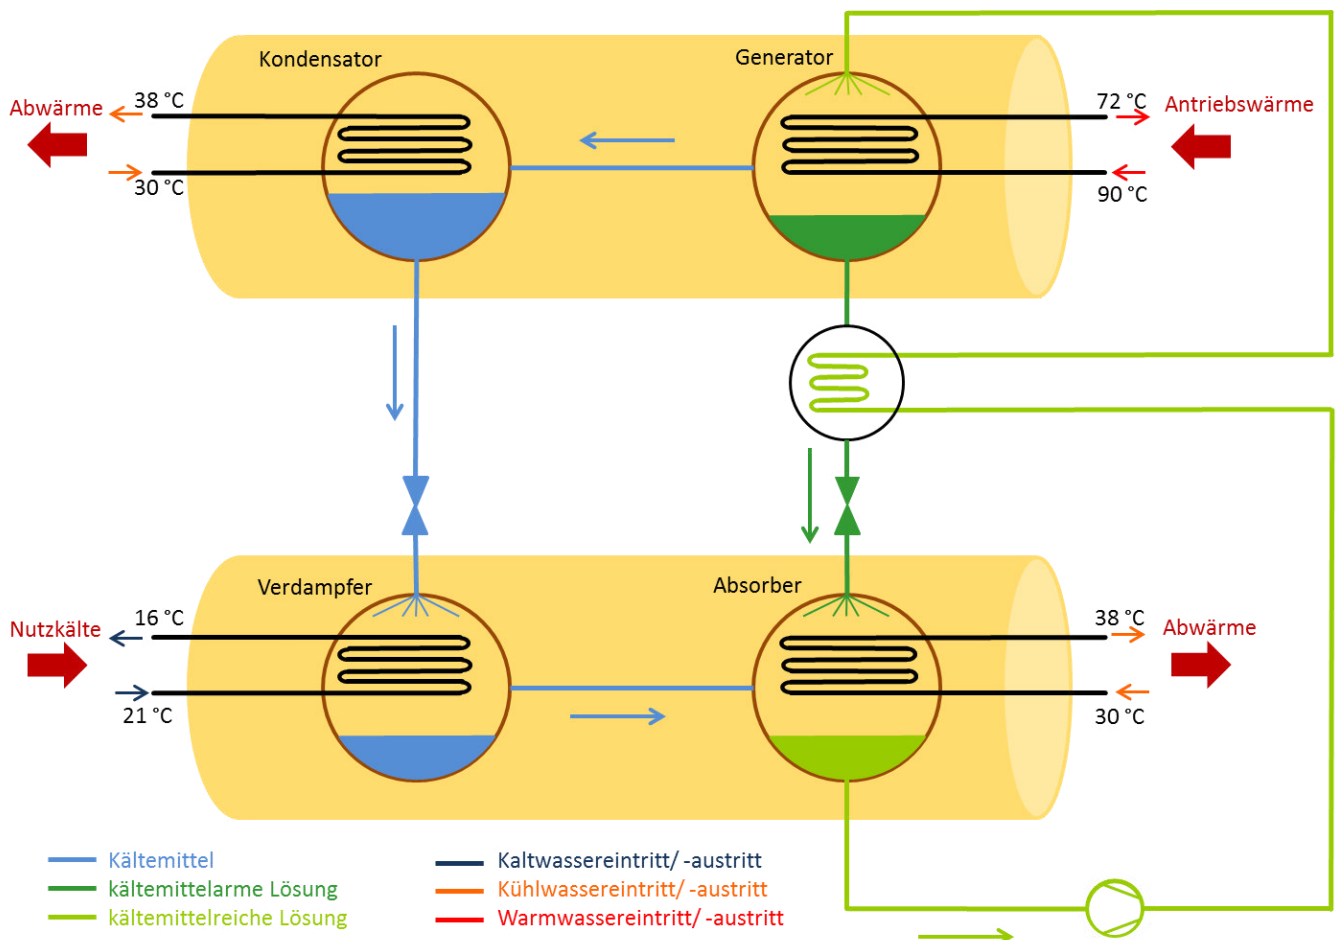 Kondensator
Generator
Abwärme
38 °C
72 °C
Antriebswärme
30 °C
90 °C
Verdampfer
Absorber
Nutzkälte
16 °C
38 °C
Abwärme
21 °C
30 °C
Kältemittel
kältemittelarme Lösung
kältemittelreiche Lösung
Kaltwassereintritt/ -austritt
Kühlwassereintritt/ -austritt
Warmwassereintritt/ -austritt